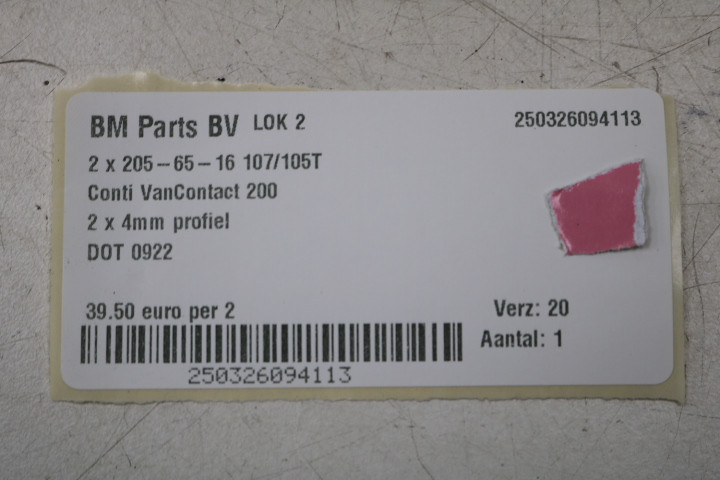 BM Parts BV LOK 2 250326094113
2 x 205-65-16 107/105T
Conti VanContact 200
2 x 4mm profiel
DOT 0922
39.50 euro per 2 Verz: 20
Aantal: 1
250326094113